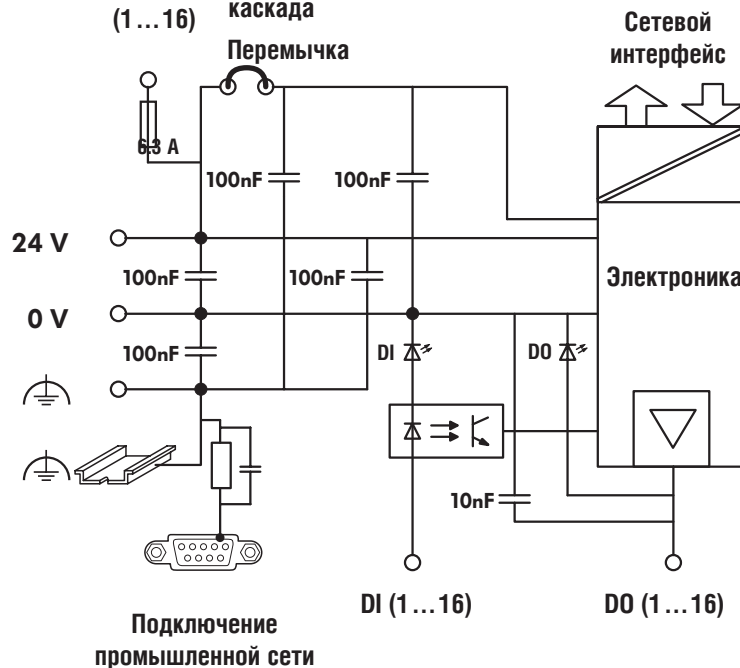 каскада
(1...16)
Перемычка
Сетевой
интерфейс
6.3 A
100nF
100nF
24 V
100nF
100nF
Электроника
0 V
100nF
DI
DO
10nF
DI (1...16)
DO (1...16)
Подключение
промышленной сети